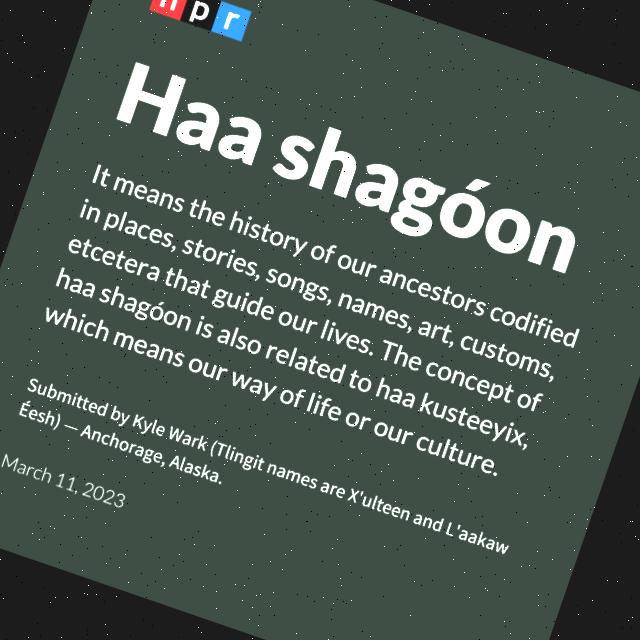 npr
Haa shagóon
It means the history of our ancestors codified
in places, stories, songs, names, art, customs,
etcetera that guide our lives. The concept of
haa shagóon is also related to haa kusteeyix,
which means our way of life or our culture.
Submitted by Kyle Wark (Tlingit names are X'ulteen and L'aakaw
Éesh) — Anchorage, Alaska.
March 11, 2023